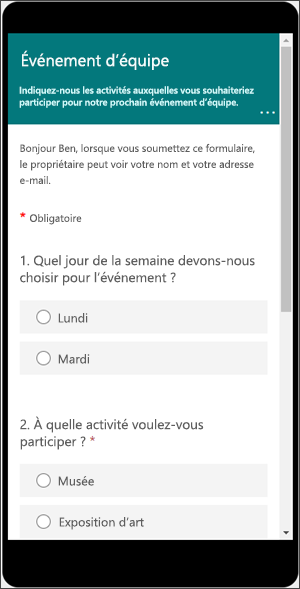 Événement d’équipe
Indiquez-nous les activités auxquelles vous souhaiteriez
participer pour notre prochain événement d’équipe.
...
Bonjour Ben, lorsque vous soumettez ce formulaire,
le propriétaire peut voir votre nom et votre adresse
e-mail.
* Obligatoire
1. Quel jour de la semaine devons-nous
choisir pour l’événement ?
Lundi
Mardi
2. À quelle activité voulez-vous
participer ? *
Musée
Exposition d’art